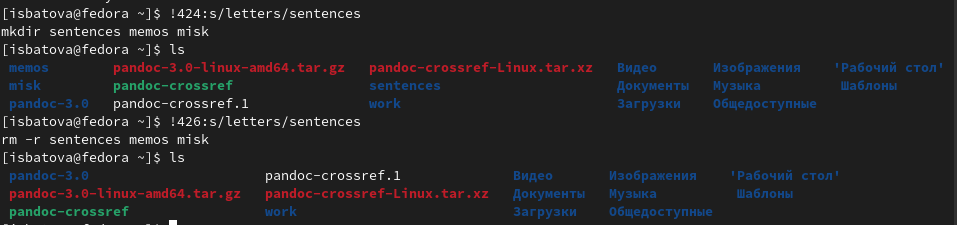 [isbatova@fedora ~]$ !424:s/letters/sentences
mkdir sentences memos misk
[isbatova@fedora ~]$ ls
memos pandoc-3.0-linux-amd64.tar.gz pandoc-crossref-Linux.tar.xz Видео Изображения 'Рабочий стол'
misk pandoc-crossref sentences Документы Музыка Шаблоны
pandoc-3.0 pandoc-crossref.1 work Загрузки Общедоступные
[isbatova@fedora ~]$ !426:s/letters/sentences
rm -r sentences memos misk
[isbatova@fedora ~]$ ls
pandoc-3.0 pandoc-crossref.1 Видео Изображения 'Рабочий стол'
pandoc-3.0-linux-amd64.tar.gz pandoc-crossref-Linux.tar.xz Документы Музыка Шаблоны
pandoc-crossref work Загрузки Общедоступные